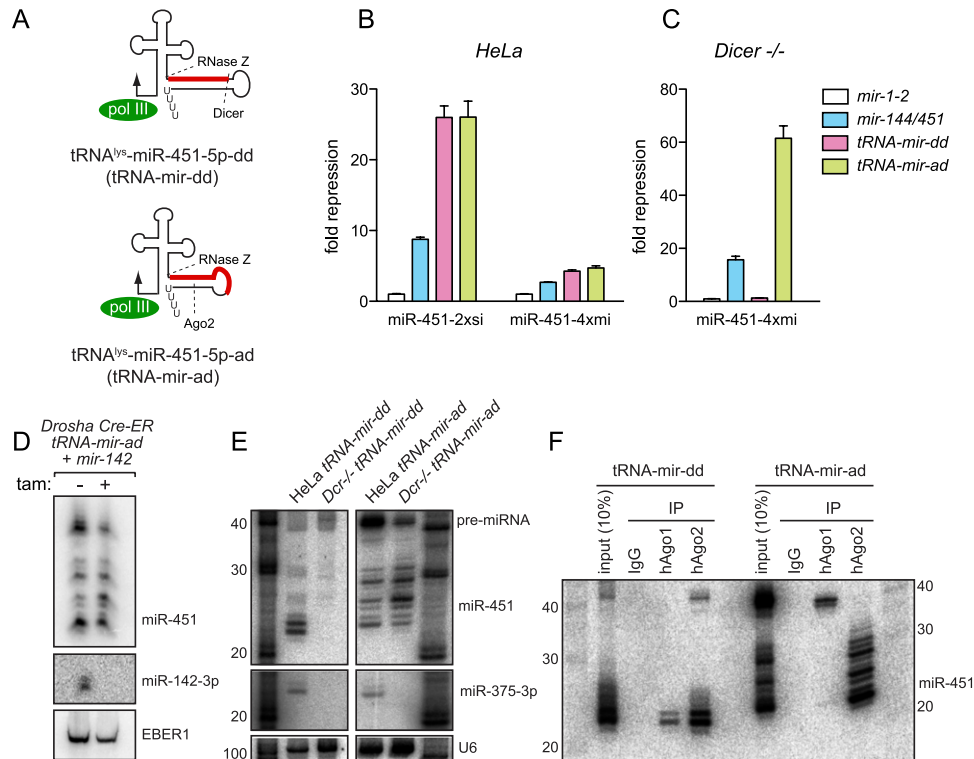 A
RNase Z
U
U
U
U
pol III
Dicer
tRNAlys-miR-451-5p-dd
(tRNA-mir-dd)
RNase Z
U
U
U
U
pol III
Ago2
tRNAlys-miR-451-5p-ad
(tRNA-mir-ad)
B
HeLa
fold repression
30
20
10
0
miR-451-2xsi
miR-451-4xmi
C
Dicer -/-
fold repression
80
60
40
20
0
miR-451-4xmi
mir-1-2
mir-144/451
tRNA-mir-dd
tRNA-mir-ad
D
Drosha Cre-ER
tRNA-mir-ad
+ mir-142
tam: - +
miR-451
miR-142-3p
EBER1
E
HeLa tRNA-mir-dd
Dcr-/- tRNA-mir-dd
HeLa tRNA-mir-ad
Dcr-/- tRNA-mir-ad
40
30
20
20
100
pre-miRNA
miR-451
miR-375-3p
U6
F
tRNA-mir-dd
tRNA-mir-ad
input (10%)
IP
IgG
hAgo1
hAgo2
input (10%)
IP
IgG
hAgo1
hAgo2
40
30
20
40
30
miR-451
20